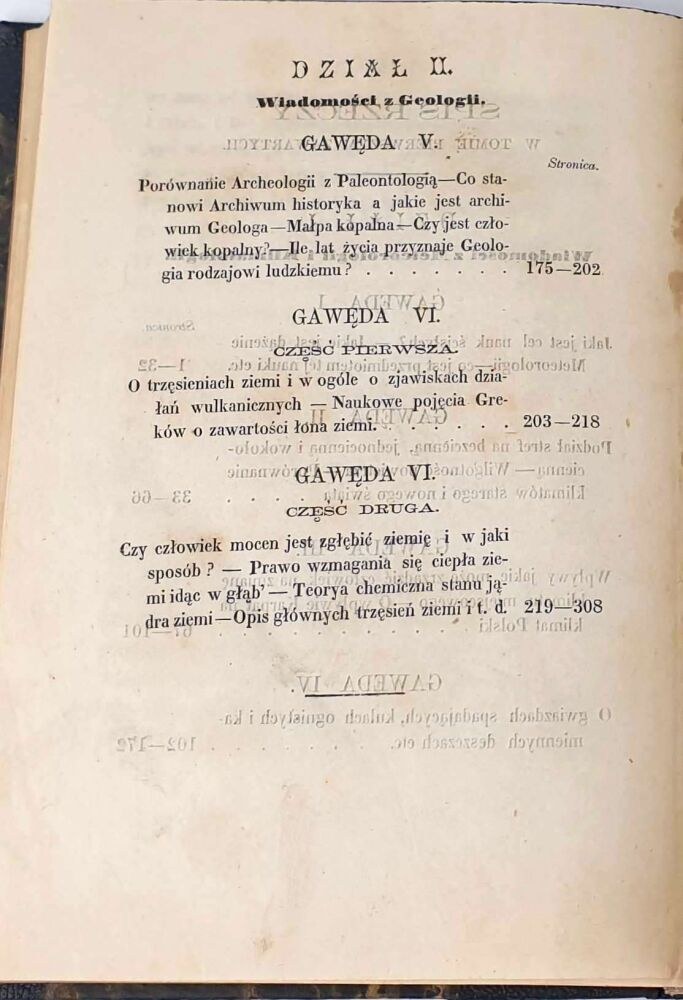 DZIAŁ II.
Wiadomości z Geologii.
GAWĘDA V.
Stronica.
Porównanie Archeologii z Paleontologią—Co sta-
nowi Archiwum historyka a jakie jest archi-
wum Geologa—Małpa kopalna—Czy jest czło-
wiek kopalny?—Ile lat życia przyznaje Geolo-
gia rodzajowi ludzkiemu? . . . . . . . 175—202
GAWĘDA VI.
CZĘŚĆ PIERWSZA.
O trzęsieniach ziemi i w ogóle o zjawiskach dzia-
łań wulkanicznych — Naukowe pojęcia Gre-
ków o zawartości łona ziemi. . . . . . . 203—218
GAWĘDA VI.
CZĘŚĆ DRUGA.
Czy człowiek mocen jest zgłębić ziemię i w jaki
sposób? — Prawo wzmagania się ciepła zie-
mi idąc w głąb' — Teorya chemiczna stanu ją-
dra ziemi—Opis głównych trzęsień ziemi i t. d. 219—308